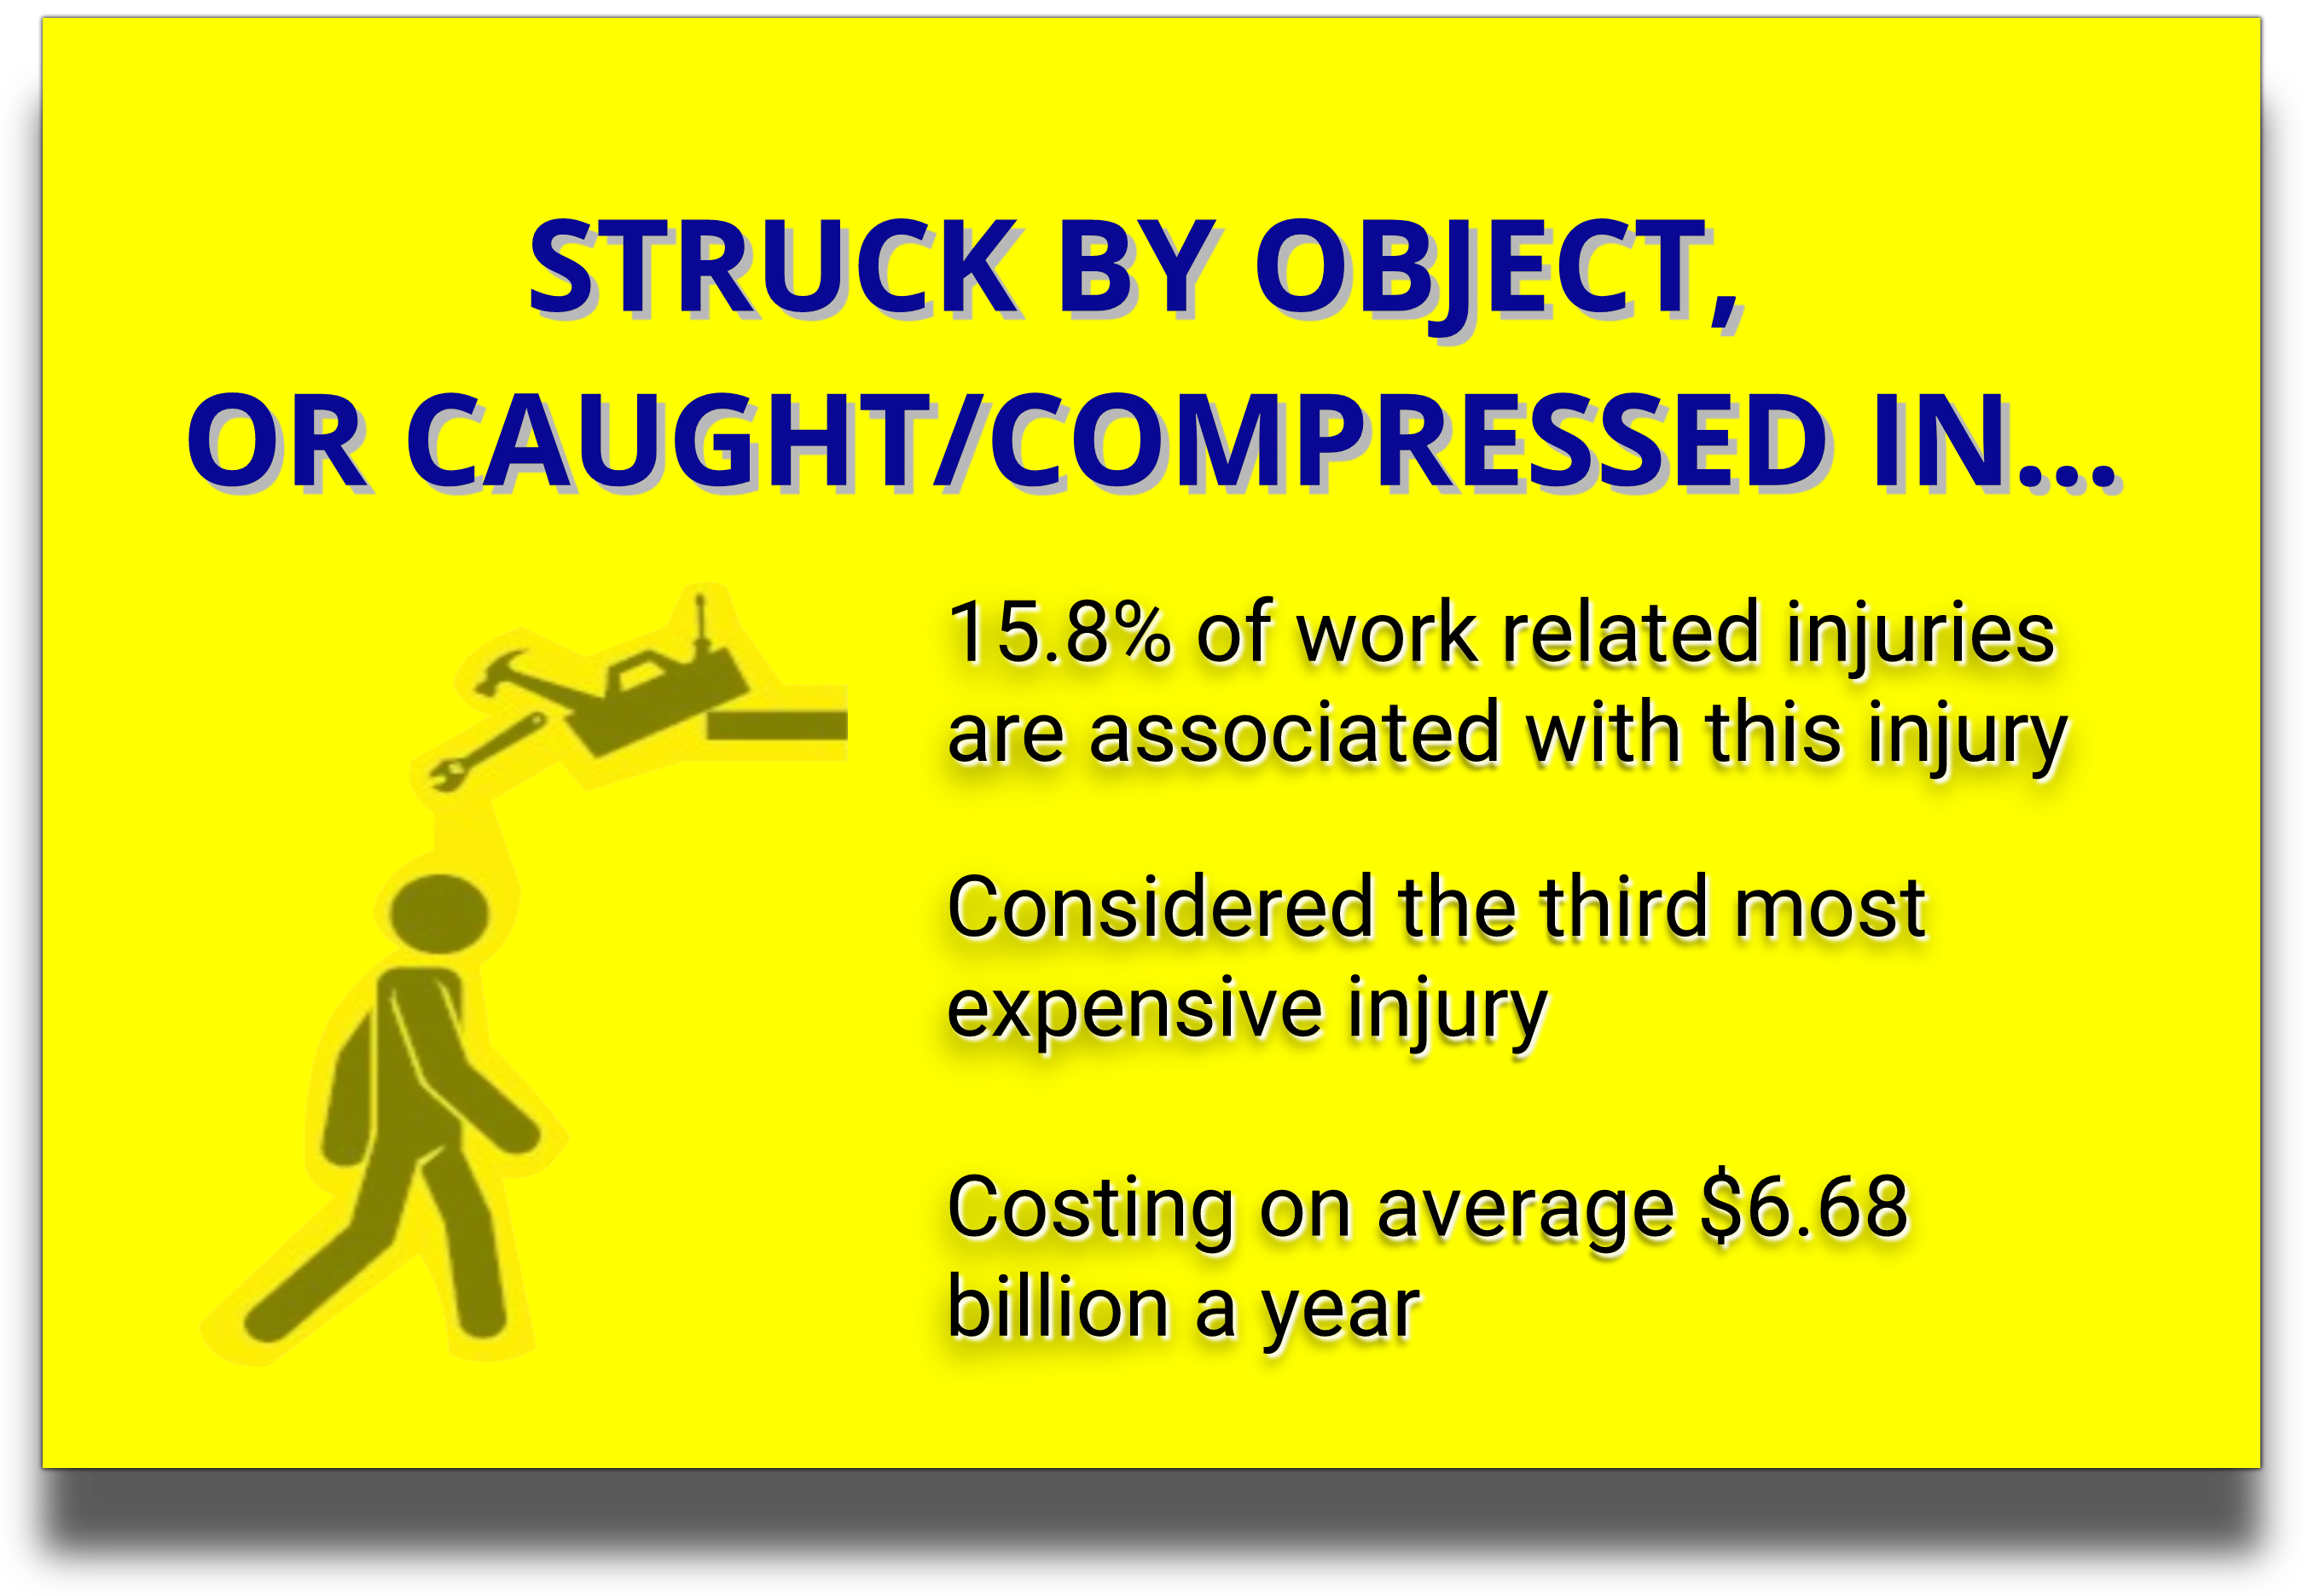 STRUCK BY OBJECT,
OR CAUGHT/COMPRESSED IN...
15.8% of work related injuries
are associated with this injury
Considered the third most
expensive injury
Costing on average $6.68
billion a year